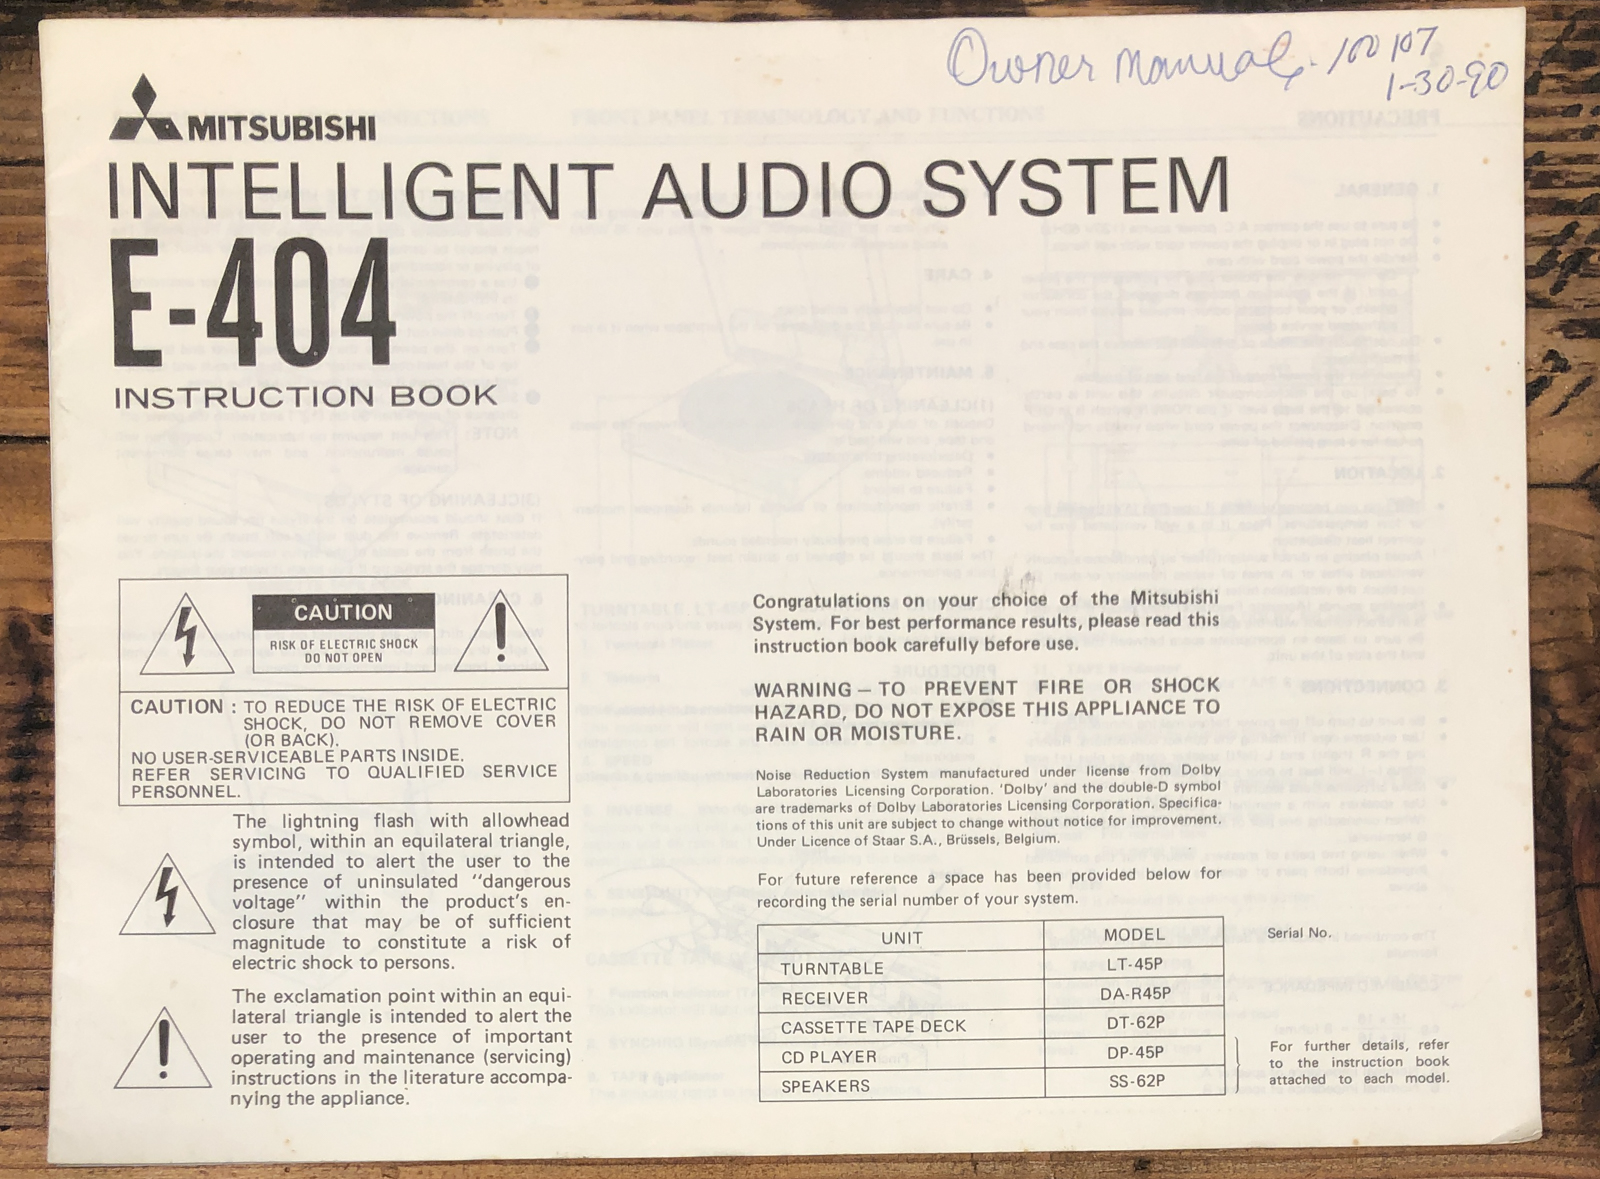 Owner Manual. 100107
1-30-90
MITSUBISHI
INTELLIGENT AUDIO SYSTEM
E-404
INSTRUCTION BOOK
CAUTION
RISK OF ELECTRIC SHOCK
DO NOT OPEN
CAUTION : TO REDUCE THE RISK OF ELECTRIC
SHOCK, DO NOT REMOVE COVER
(OR BACK).
NO USER-SERVICEABLE PARTS INSIDE.
REFER SERVICING TO QUALIFIED SERVICE
PERSONNEL.
The lightning flash with allowhead
symbol, within an equilateral triangle,
is intended to alert the user to the
presence of uninsulated "dangerous
voltage" within the product's en-
closure that may be of sufficient
magnitude to constitute a risk of
electric shock to persons.
The exclamation point within an equi-
lateral triangle is intended to alert the
user to the presence of important
operating and maintenance (servicing)
instructions in the literature accompa-
nying the appliance.
Congratulations on your choice of the Mitsubishi
System. For best performance results, please read this
instruction book carefully before use.
WARNING – TO PREVENT FIRE OR SHOCK
HAZARD, DO NOT EXPOSE THIS APPLIANCE TO
RAIN OR MOISTURE.
Noise Reduction System manufactured under license from Dolby
Laboratories Licensing Corporation. 'Dolby' and the double-D symbol
are trademarks of Dolby Laboratories Licensing Corporation. Specifica-
tions of this unit are subject to change without notice for improvement.
Under Licence of Staar S.A., Brüssels, Belgium.
For future reference a space has been provided below for
recording the serial number of your system.
UNIT MODEL Serial No.
TURNTABLE LT-45P
RECEIVER DA-R45P
CASSETTE TAPE DECK DT-62P
CD PLAYER DP-45P
SPEAKERS SS-62P
For further details, refer
to the instruction book
attached to each model.